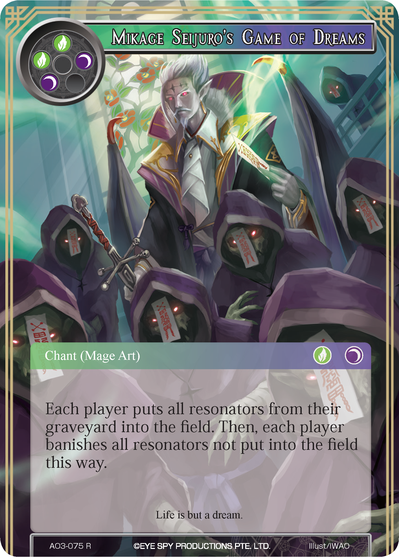 Mikage Seijuro's Game of Dreams
Chant (Mage Art)
Each player puts all resonators from their
graveyard into the field. Then, each player
banishes all resonators not put into the field
this way.
Life is but a dream.
AO3-075 R
©EYE SPY PRODUCTIONS PTE. LTD.
Illust/IWAO